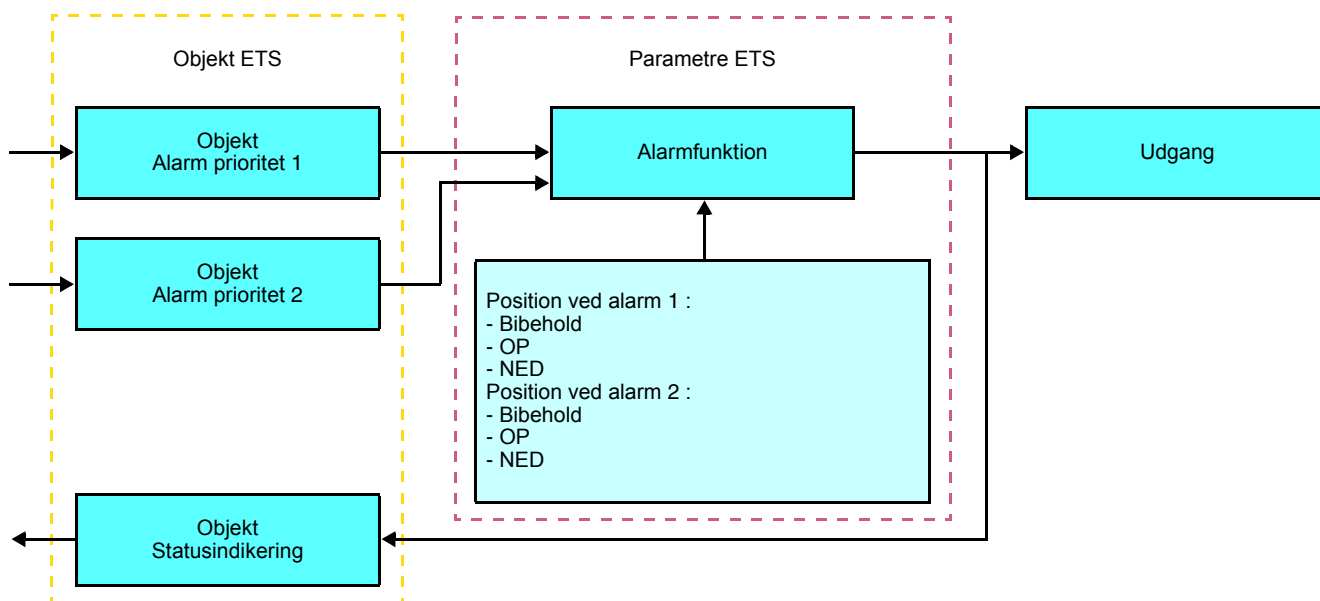 Objekt ETS
Parametre ETS
Objekt
Alarm prioritet 1
Alarmfunktion
Udgang
Objekt
Alarm prioritet 2
Position ved alarm 1 :
- Bibehold
- OP
- NED
Position ved alarm 2 :
- Bibehold
- OP
- NED
Objekt
Statusindikering